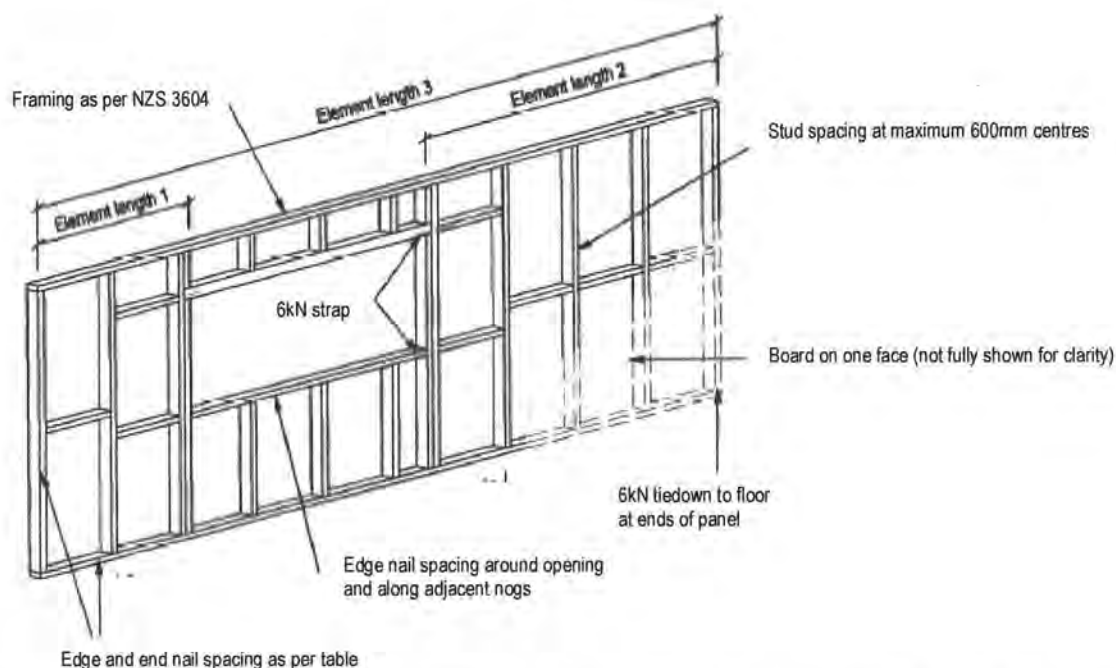 Element length 3
Element length 2
Framing as per NZS 3604
Stud spacing at maximum 600mm centres
Element length 1
6kN strap
Board on one face (not fully shown for clarity)
6kN tiedown to floor
at ends of panel
Edge nail spacing around opening
and along adjacent nogs
Edge and end nail spacing as per table